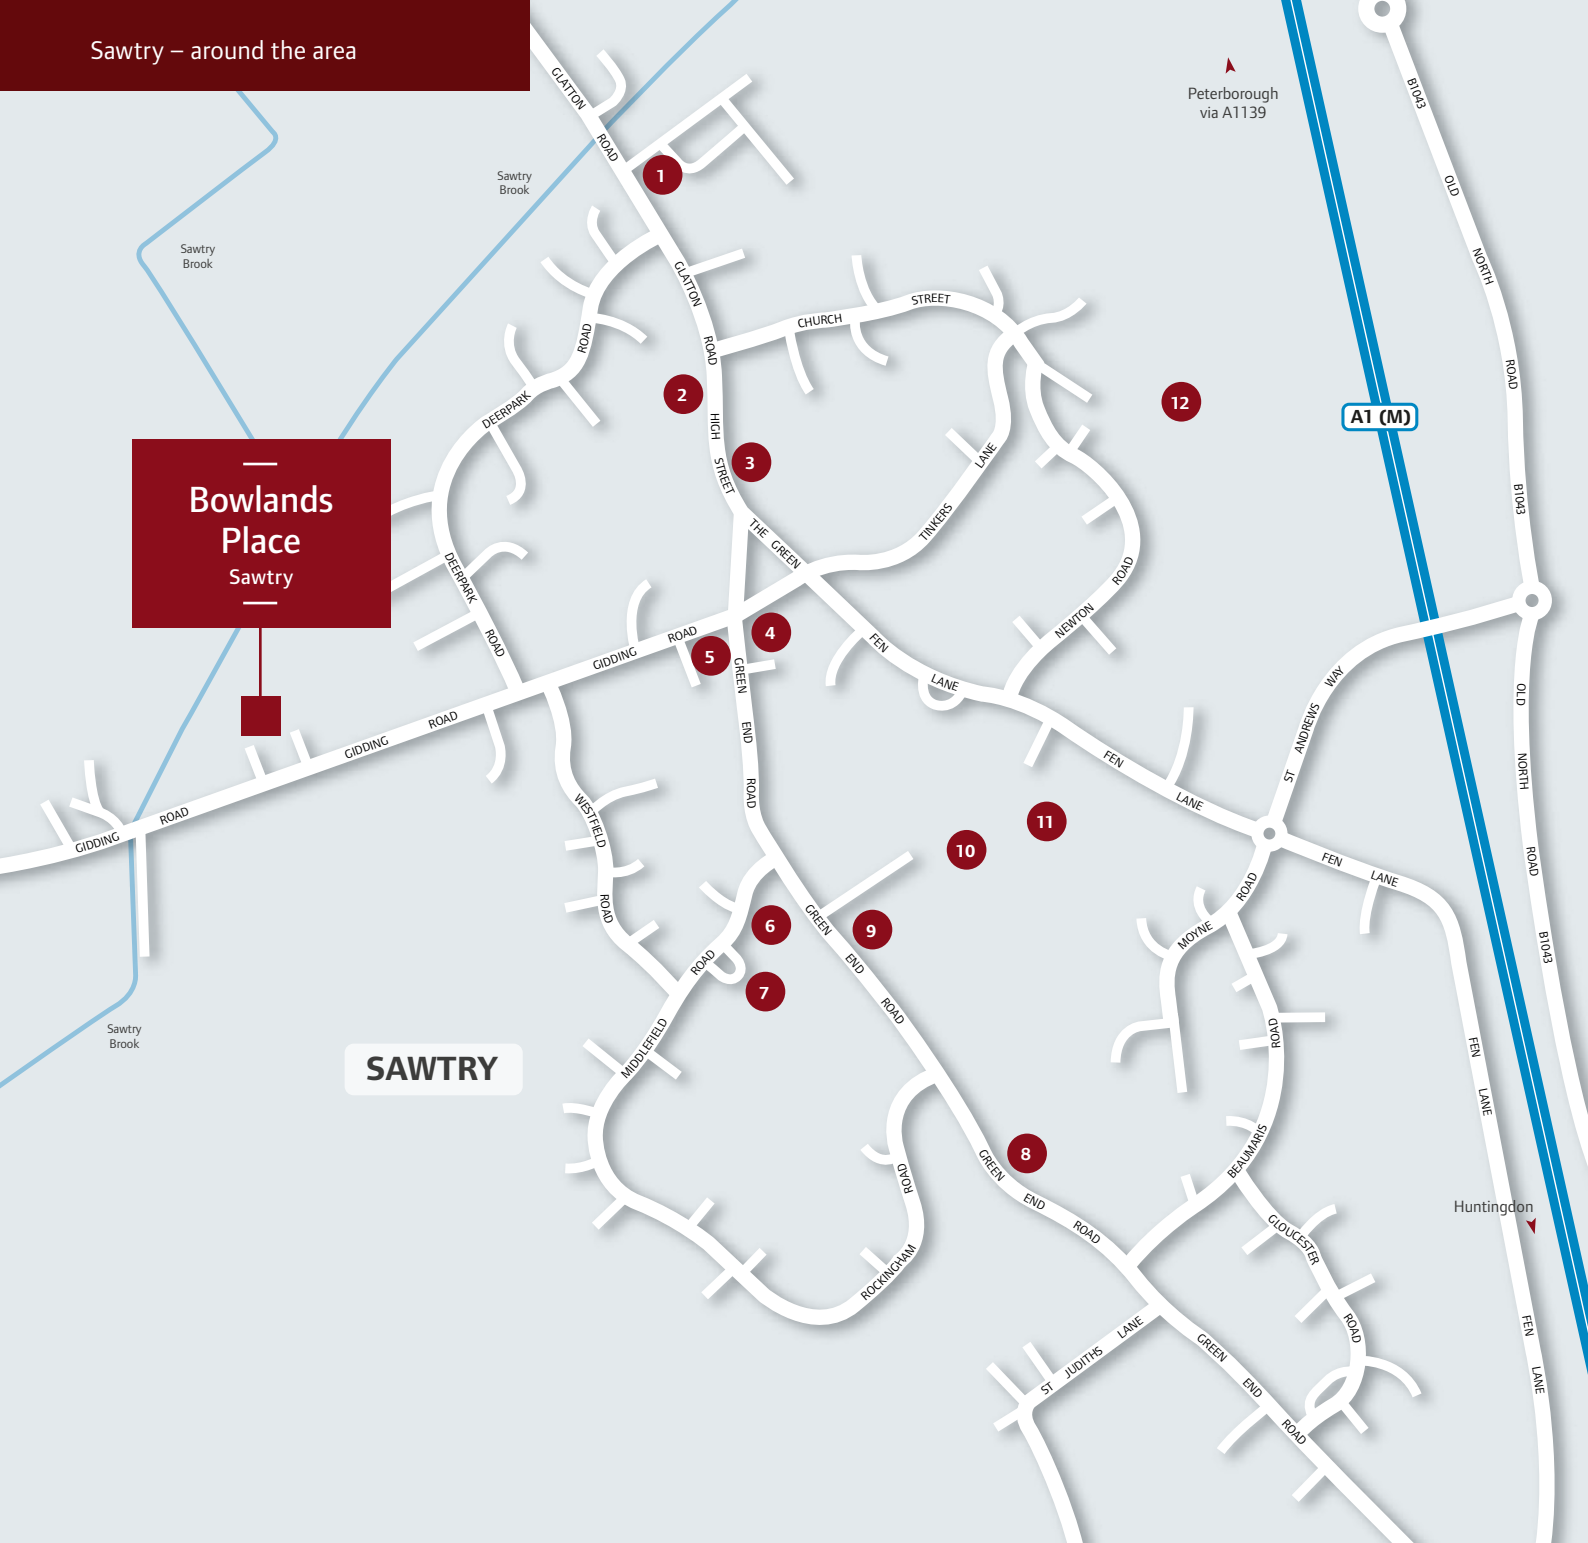 Sawtry – around the area
GLATTON
ROAD
Peterborough
via A1139
B1043
OLD
NORTH
ROAD
B1043
Sawtry
Brook
Sawtry
Brook
1
GLATTON
ROAD
CHURCH
STREET
DEERPARK
ROAD
2
HIGH
STREET
3
12
A1 (M)
Bowlands
Place
Sawtry
THE GREEN
TINKERS
LANE
DEERPARK
ROAD
NEWTON
ROAD
4
5
GIDDING
ROAD
GREEN
END
ROAD
FEN
LANE
GIDDING
ROAD
GIDDING
ROAD
FEN
LANE
ST
ANDREWS
WAY
OLD
NORTH
ROAD
B1043
WESTFIELD
ROAD
11
10
6
9
7
GREEN
END
ROAD
FEN
LANE
MOYNE
ROAD
ROAD
MIDDLEFIELD
Sawtry
Brook
SAWTRY
ROAD
BEAUMARIS
FEN
LANE
8
GREEN
END
ROAD
ROAD
ROCKINGHAM
GLOUCESTER
ROAD
Huntingdon
FEN
LANE
ST
JUDITHS
LANE
GREEN
END
ROAD